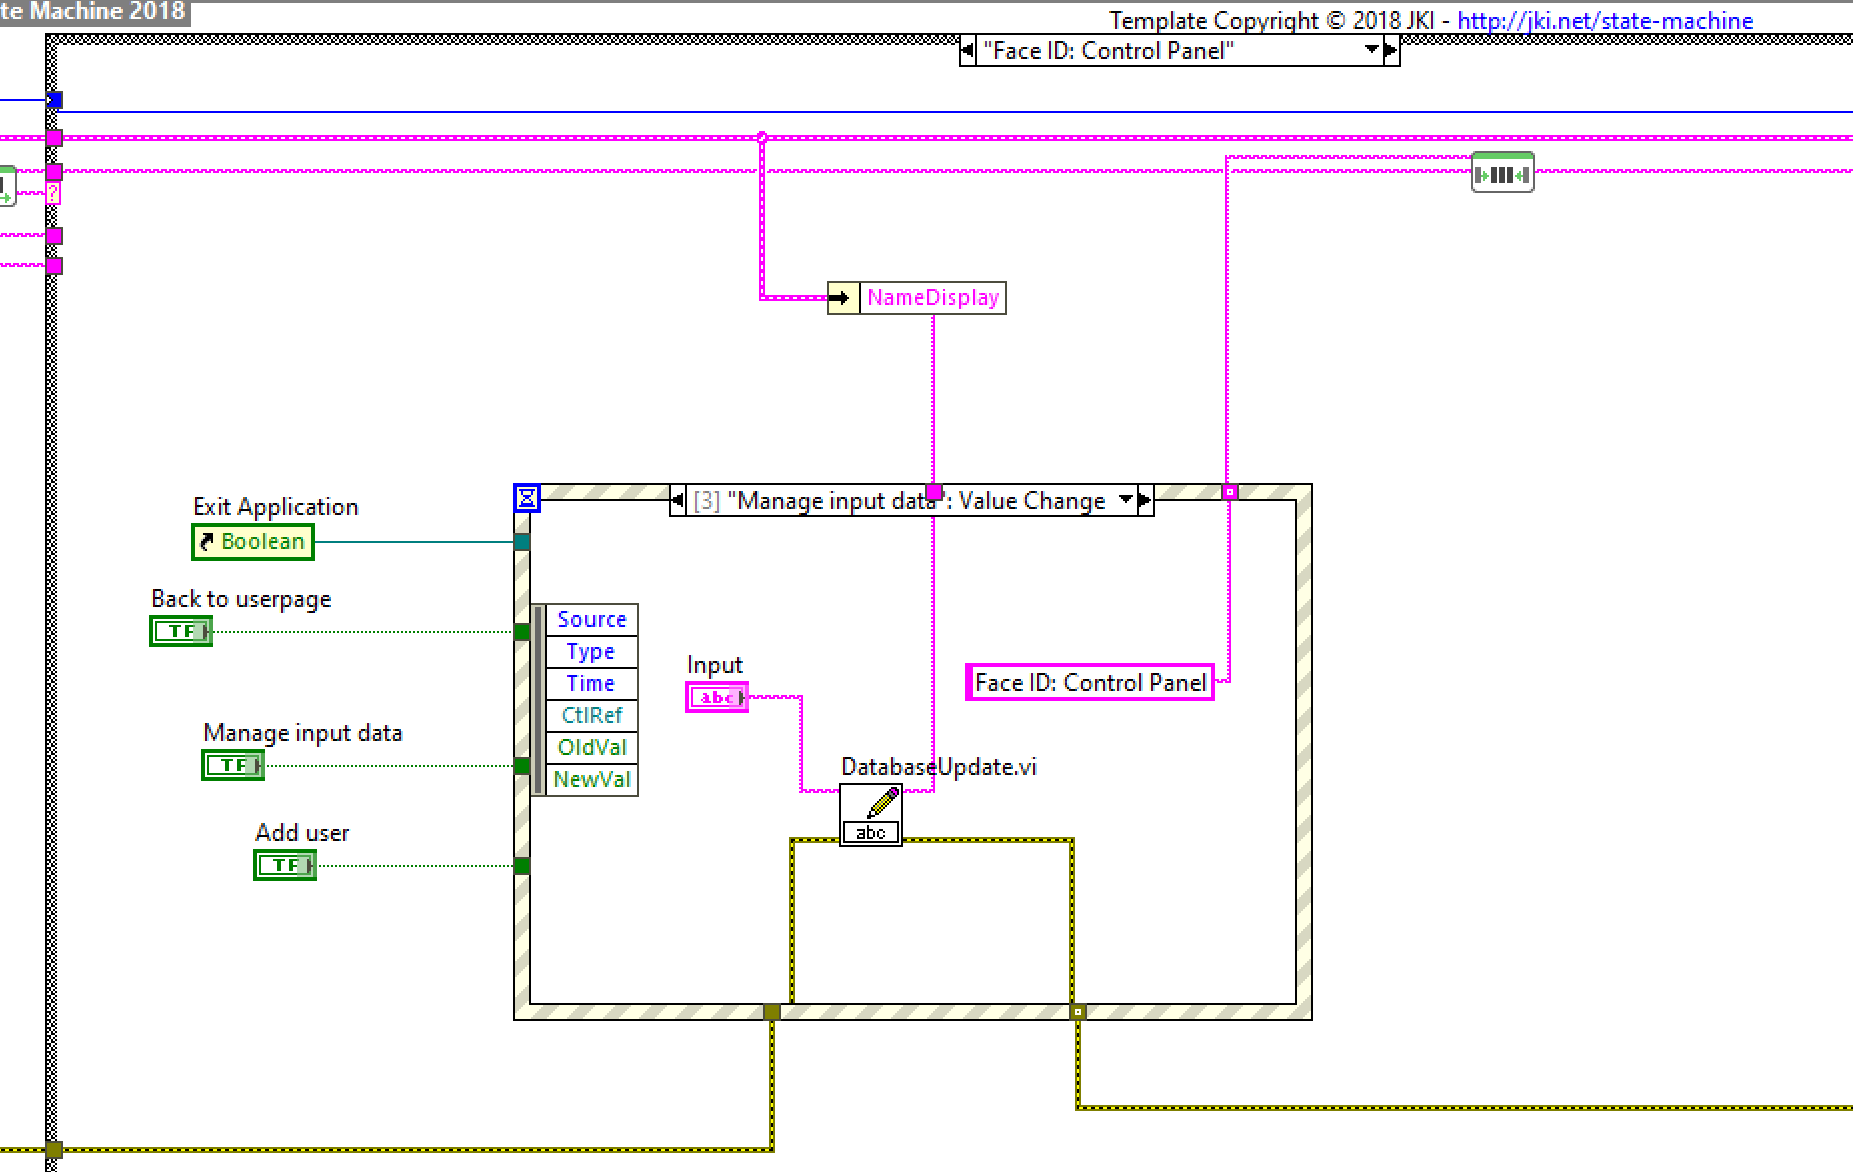 te Machine 2018
Template Copyright © 2018 JKI - http://jki.net/state-machine
"Face ID: Control Panel"
?
NameDisplay
Exit Application
Boolean
[3] "Manage input data": Value Change
Back to userpage
TF
Source
Type
Time
CtlRef
OldVal
NewVal
Input
abc
Face ID: Control Panel
Manage input data
TF
DatabaseUpdate.vi
abc
Add user
TF